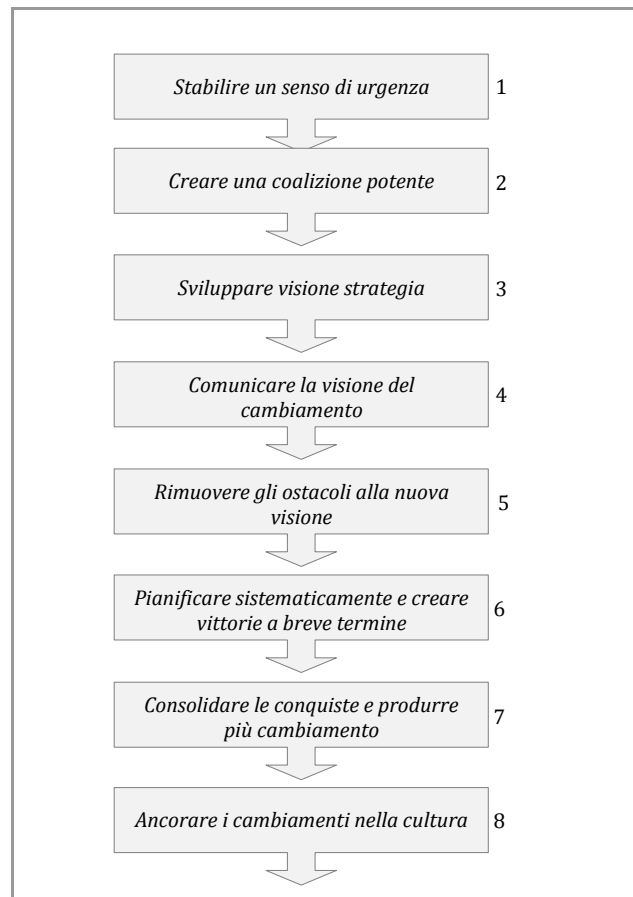 Stabilire un senso di urgenza 1
Creare una coalizione potente 2
Sviluppare visione strategia 3
Comunicare la visione del
cambiamento 4
Rimuovere gli ostacoli alla nuova
visione 5
Pianificare sistematicamente e creare
vittorie a breve termine 6
Consolidare le conquiste e produrre
più cambiamento 7
Ancorare i cambiamenti nella cultura 8